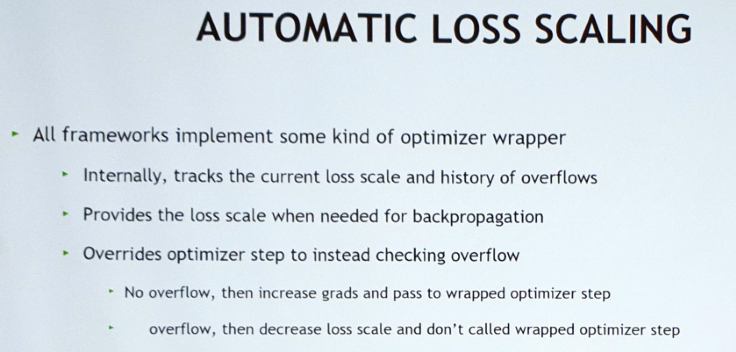 AUTOMATIC LOSS SCALING
All frameworks implement some kind of optimizer wrapper
Internally, tracks the current loss scale and history of overflows
Provides the loss scale when needed for backpropagation
Overrides optimizer step to instead checking overflow
No overflow, then increase grads and pass to wrapped optimizer step
overflow, then decrease loss scale and don't called wrapped optimizer step